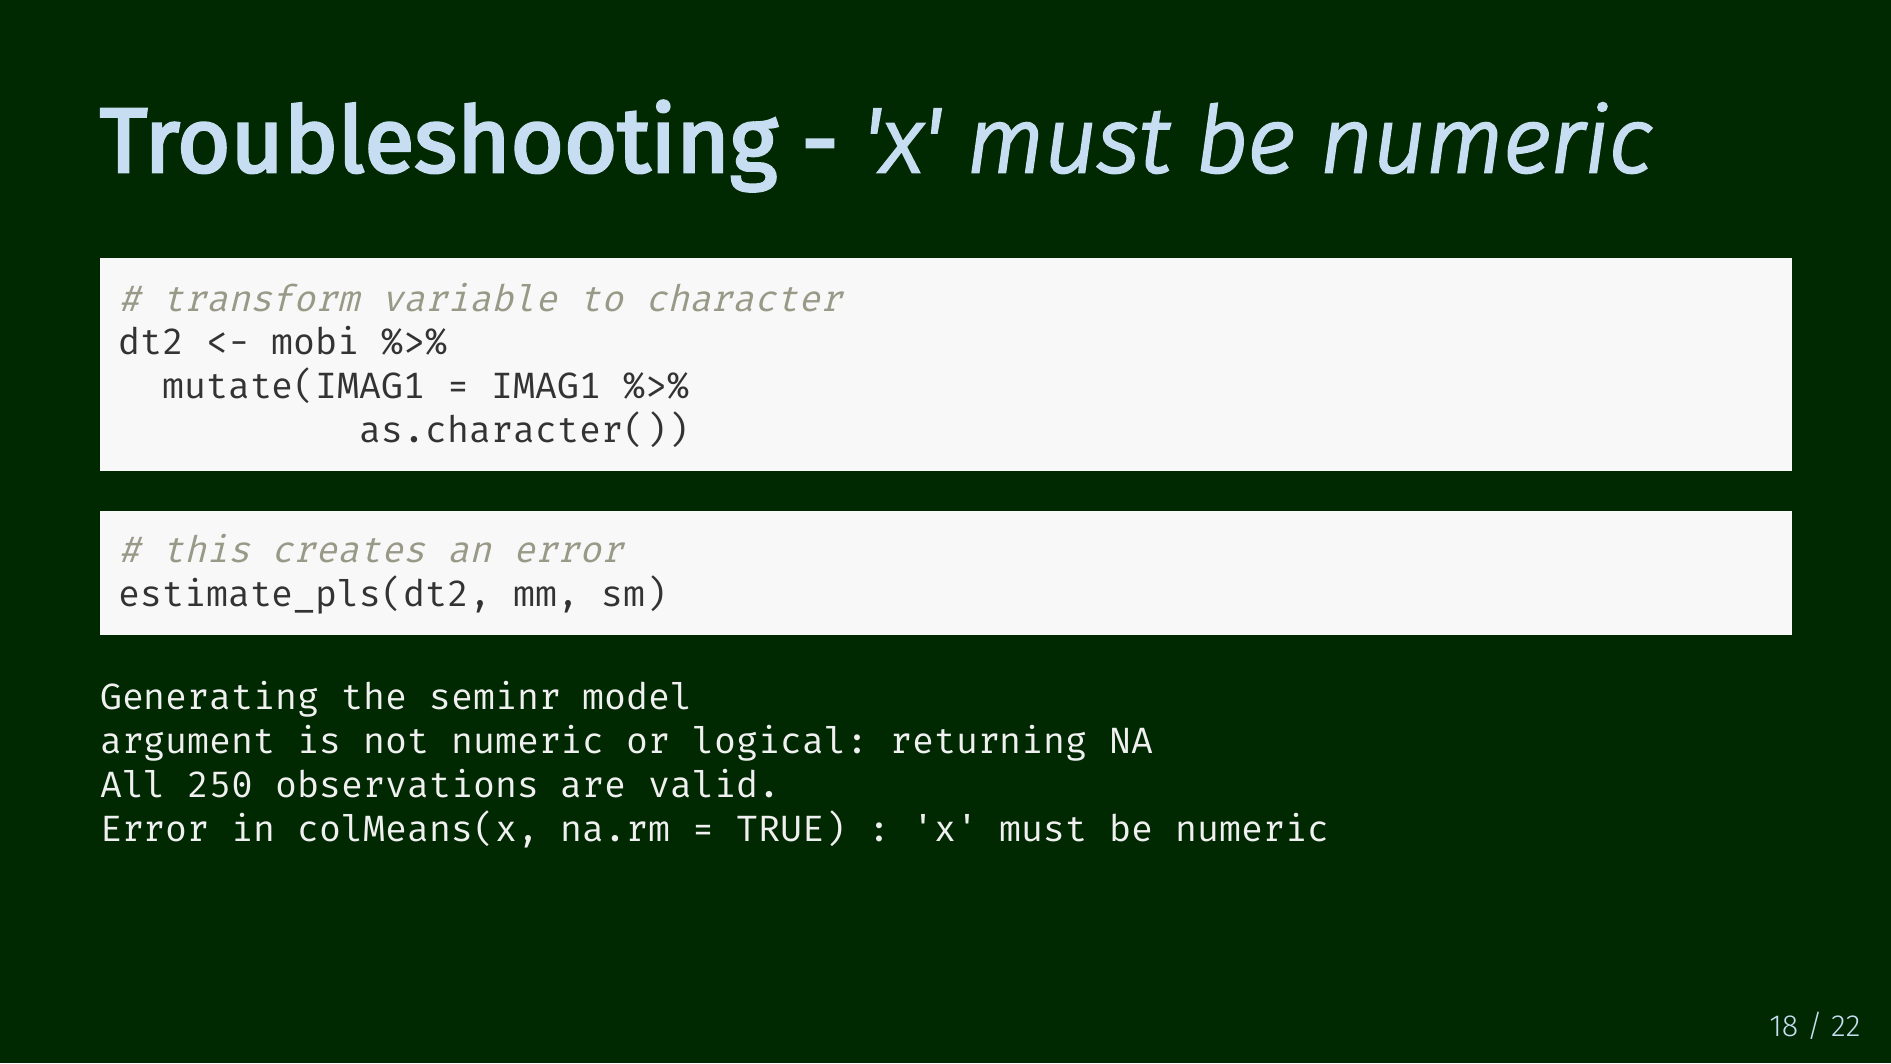 Troubleshooting - 'x' must be numeric
# transform variable to character
dt2 <- mobi %>%
  mutate(IMAG1 = IMAG1 %>%
           as.character())
# this creates an error
estimate_pls(dt2, mm, sm)
Generating the seminr model
argument is not numeric or logical: returning NA
All 250 observations are valid.
Error in colMeans(x, na.rm = TRUE) : 'x' must be numeric
18 / 22